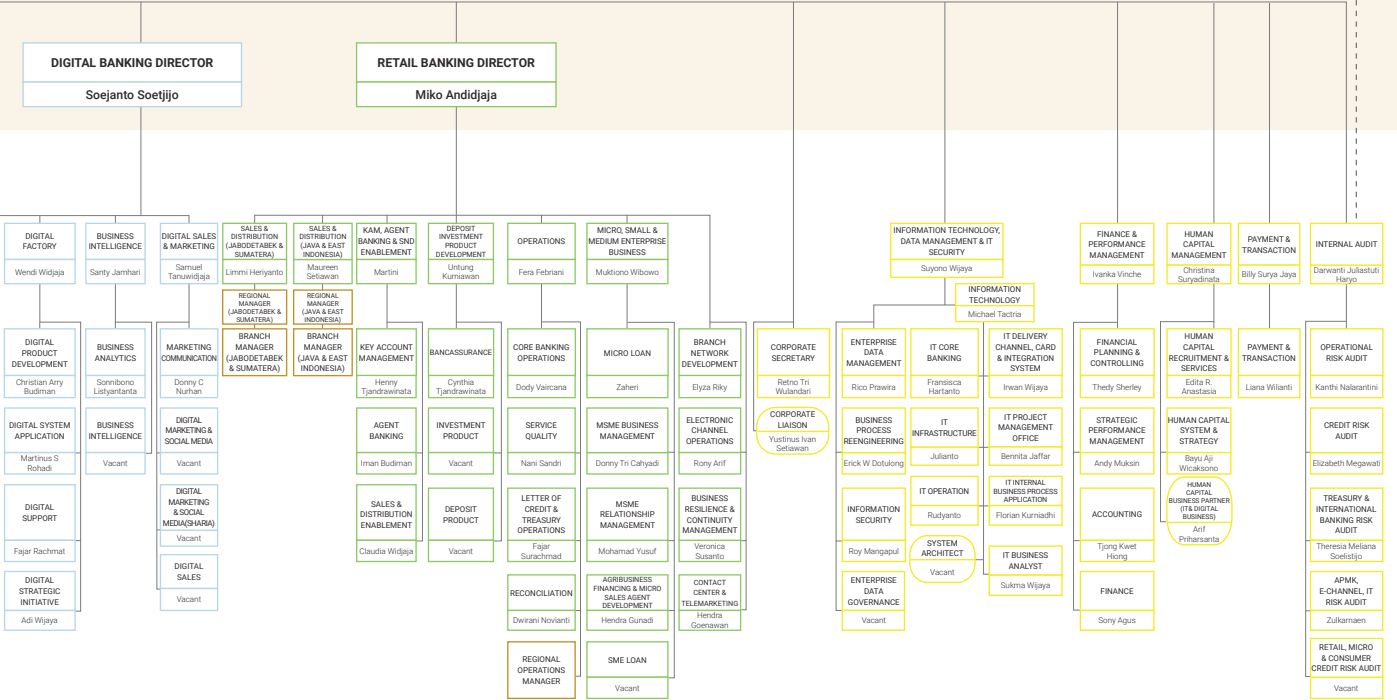 DIGITAL BANKING DIRECTOR
Soejanto Soetjijo
RETAIL BANKING DIRECTOR
Miko Andidjaja
DIGITAL
FACTORY
Wendi Widjaja
BUSINESS
INTELLIGENCE
Santy Jamhari
DIGITAL SALES
& MARKETING
Samuel
Tanuwidjaja
SALES &
DISTRIBUTION
(JABODETABEK &
SUMATERA)
Limmi Heriyanto
SALES &
DISTRIBUTION
(JAVA & EAST
INDONESIA)
Maureen
Setiawan
KAM, AGENT
BANKING & SND
ENABLEMENT
Martini
DEPOSIT
INVESTMENT
PRODUCT
DEVELOPMENT
Untung
Kurniawan
OPERATIONS
Fera Febriani
MICRO, SMALL &
MEDIUM ENTERPRISE
BUSINESS
Muktiono Wibowo
INFORMATION TECHNOLOGY,
DATA MANAGEMENT & IT
SECURITY
Suyono Wijaya
FINANCE &
PERFORMANCE
MANAGEMENT
Ivanka Vinche
HUMAN
CAPITAL
MANAGEMENT
Christina
Suryadinata
PAYMENT &
TRANSACTION
Billy Surya Jaya
INTERNAL AUDIT
Darwanti Juliastuti
Haryo
REGIONAL
MANAGER
(JABODETABEK &
SUMATERA)
REGIONAL
MANAGER
(JAVA & EAST
INDONESIA)
INFORMATION
TECHNOLOGY
Michael Tactria
DIGITAL
PRODUCT
DEVELOPMENT
Christian Arry
Budiman
BUSINESS
ANALYTICS
Sonnibono
Listyantanta
MARKETING
COMMUNICATION
Donny C
Nurhan
BRANCH
MANAGER
(JABODETABEK
& SUMATERA)
BRANCH
MANAGER
(JAVA & EAST
INDONESIA)
KEY ACCOUNT
MANAGEMENT
Henny
Tjandrawinata
BANCASSURANCE
Cynthia
Tjandrawinata
CORE BANKING
OPERATIONS
Dody Vaircana
MICRO LOAN
Zaheri
BRANCH
NETWORK
DEVELOPMENT
Elyza Riky
CORPORATE
SECRETARY
Retno Tri
Wulandari
ENTERPRISE
DATA
MANAGEMENT
Rico Prawira
IT CORE
BANKING
Fransisca
Hartanto
IT DELIVERY
CHANNEL, CARD
& INTEGRATION
SYSTEM
Irwan Wijaya
FINANCIAL
PLANNING &
CONTROLLING
Thedy Sherley
HUMAN
CAPITAL
RECRUITMENT &
SERVICES
Edita R.
Anastasia
PAYMENT &
TRANSACTION
Liana Wilianti
OPERATIONAL
RISK AUDIT
Kanthi Nalarantini
DIGITAL SYSTEM
APPLICATION
Martinus S
Rohadi
BUSINESS
INTELLIGENCE
Vacant
DIGITAL
MARKETING &
SOCIAL MEDIA
Vacant
AGENT
BANKING
Iman Budiman
INVESTMENT
PRODUCT
Vacant
SERVICE
QUALITY
Nani Sandri
MSME BUSINESS
MANAGEMENT
Donny Tri Cahyadi
ELECTRONIC
CHANNEL
OPERATIONS
Rony Arif
CORPORATE
LIAISON
Yustinus Ivan
Setiawan
BUSINESS
PROCESS
REENGINEERING
Erick W Dotulong
IT
INFRASTRUCTURE
Julianto
IT PROJECT
MANAGEMENT
OFFICE
Bennita Jaffar
STRATEGIC
PERFORMANCE
MANAGEMENT
Andy Muksin
HUMAN CAPITAL
SYSTEM &
STRATEGY
Bayu Aji
Wicaksono
CREDIT RISK
AUDIT
Elizabeth Megawati
DIGITAL
SUPPORT
Fajar Rachmat
DIGITAL
MARKETING
& SOCIAL
MEDIA(SHARIA)
Vacant
SALES &
DISTRIBUTION
ENABLEMENT
Claudia Widjaja
DEPOSIT
PRODUCT
Vacant
LETTER OF
CREDIT &
TREASURY
OPERATIONS
Fajar
Surachmad
MSME
RELATIONSHIP
MANAGEMENT
Mohamad Yusuf
BUSINESS
RESILIENCE &
CONTINUITY
MANAGEMENT
Veronica
Susanto
INFORMATION
SECURITY
Roy Mangapul
IT OPERATION
Rudyanto
IT INTERNAL
BUSINESS PROCESS
APPLICATION
Florian Kurniadhi
ACCOUNTING
Tjong Kwet
Hiong
HUMAN
CAPITAL
BUSINESS PARTNER
(IT& DIGITAL
BUSINESS)
Arif
Priharsanta
TREASURY &
INTERNATIONAL
BANKING RISK
AUDIT
Theresia Meliana
Soelistijo
DIGITAL
STRATEGIC
INITIATIVE
Adi Wijaya
DIGITAL
SALES
Vacant
RECONCILIATION
Dwirani Novianti
AGRIBUSINESS
FINANCING & MICRO
SALES AGENT
DEVELOPMENT
Hendra Gunadi
CONTACT
CENTER &
TELEMARKETING
Hendra
Goenawan
ENTERPRISE
DATA
GOVERNANCE
Vacant
SYSTEM
ARCHITECT
Vacant
IT BUSINESS
ANALYST
Sukma Wijaya
FINANCE
Sony Agus
APMK,
E-CHANNEL, IT
RISK AUDIT
Zulkarnaen
REGIONAL
OPERATIONS
MANAGER
SME LOAN
Vacant
RETAIL, MICRO
& CONSUMER
CREDIT RISK AUDIT
Vacant